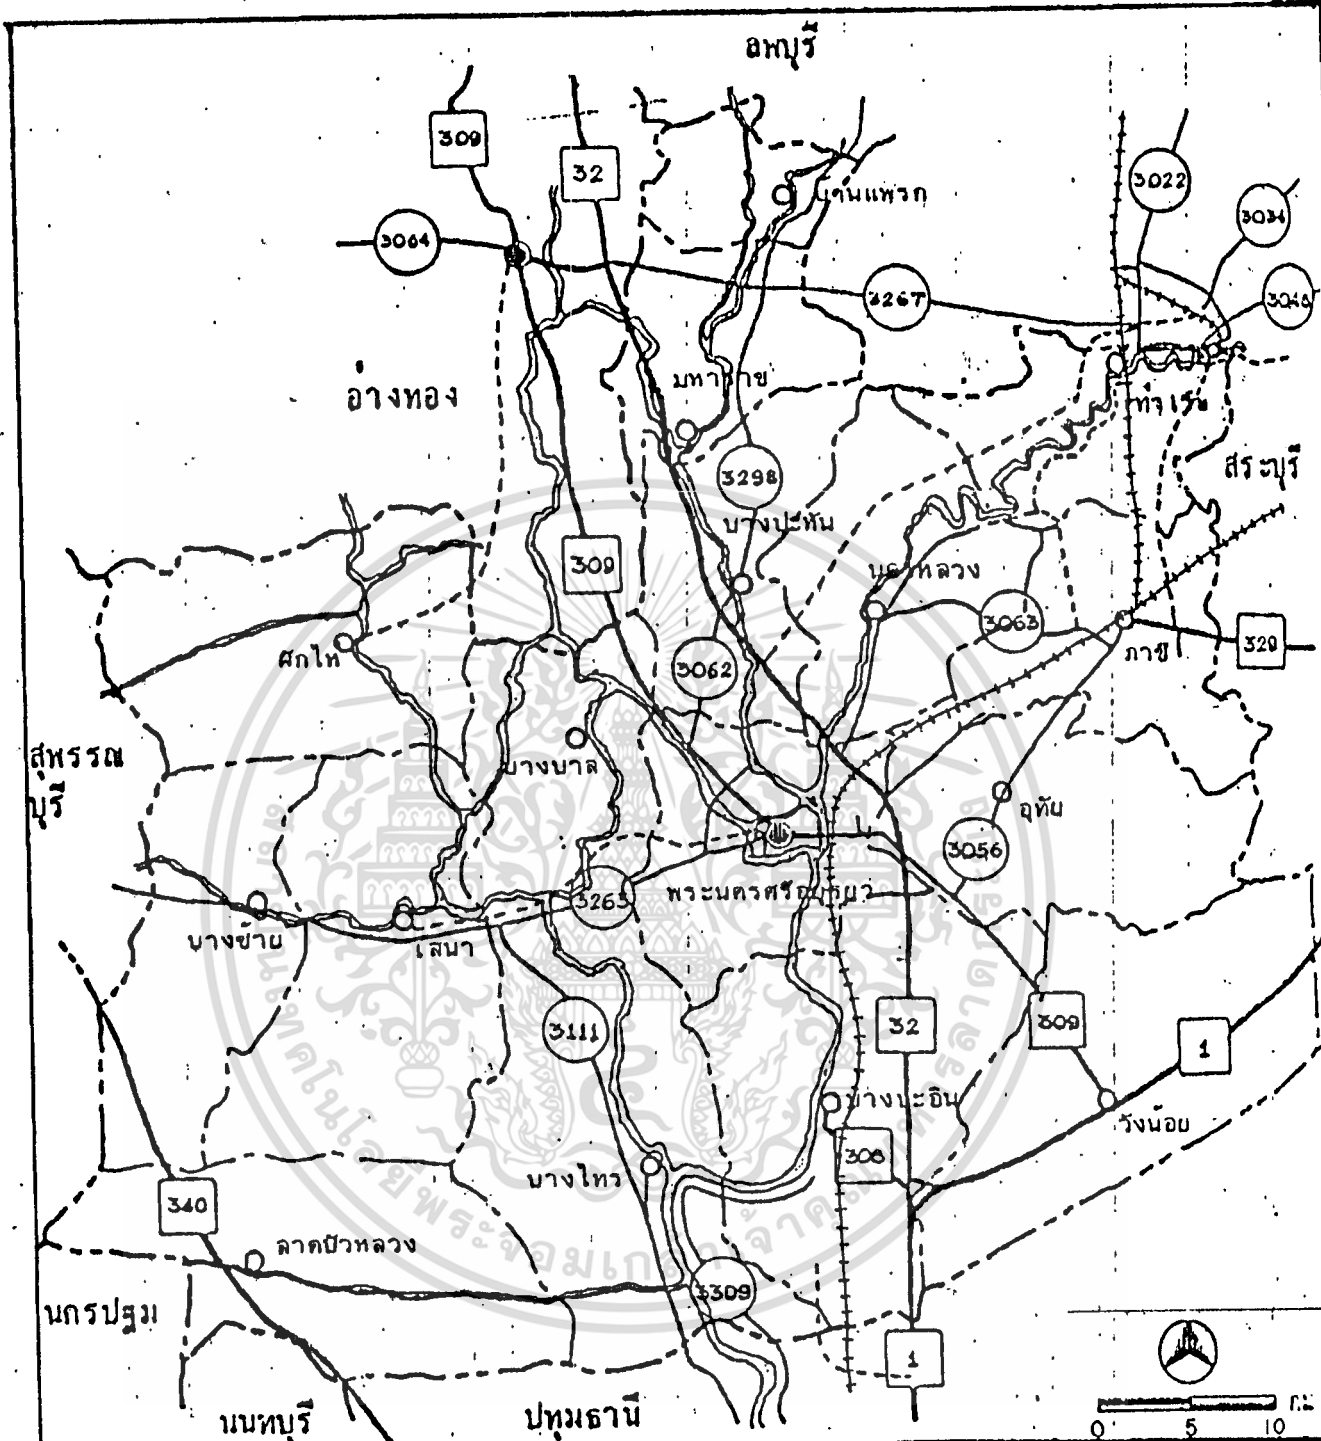 ลพบุรี
309
32
บ้านแพรก
3022
3034
3064
3267
3048
อ่างทอง
มหาราช
ท่าเรือ
สระบุรี
3298
บางปะหัน
309
นครหลวง
3063
ผักไห่
3062
ภาชี
329
สุพรรณ
บุรี
บางบาล
อุทัย
3056
พระนครศรีอยุธยา
3263
บางซ้าย
เสนา
3111
32
309
1
บางปะอิน
วังน้อย
308
บางไทร
340
ลาดบัวหลวง
3309
นครปฐม
1
นนทบุรี
ปทุมธานี
0 5 10